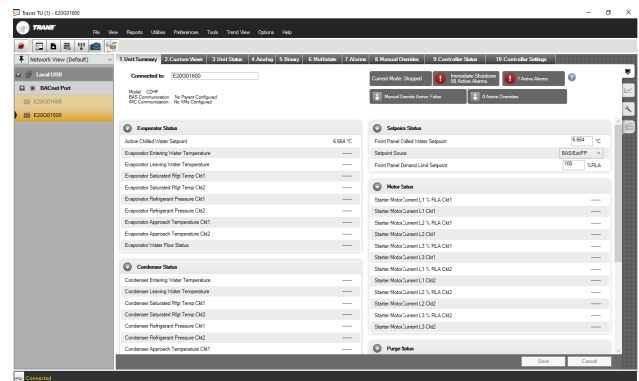 Tracer TU (1) - E20G01600
TRANE
File View Reports Utilities Preferences Tools Trend View Options Help
Network View (Default)
1.Unit Summary 2.Custom Views 3.Unit Status 4.Analog 5.Binary 6.Multistate 7.Alarms 8.Manual Overrides 9.Controller Status 10.Controller Settings
Local USB
BACnet Port
E20G01600
E20G01600
Connected to: E20G01600
Model: CDHF
BAS Communication: No Parent Configured
IMC Communication: No XMs Configured
Current Mode: Stopped
Immediate Shutdown
58 Active Alarms
? Active Alarms
Manual Override Active: False
0 Active Overrides
Evaporator Status
Active Chilled Water Setpoint 6.664 °C
Evaporator Entering Water Temperature -----
Evaporator Leaving Water Temperature -----
Evaporator Saturated Rfgt Temp Ckt1 -----
Evaporator Saturated Rfgt Temp Ckt2 -----
Evaporator Refrigerant Pressure Ckt1 -----
Evaporator Refrigerant Pressure Ckt2 -----
Evaporator Approach Temperature Ckt1 -----
Evaporator Approach Temperature Ckt2 -----
Evaporator Water Flow Status -----
Condenser Status
Condenser Entering Water Temperature -----
Condenser Leaving Water Temperature -----
Condenser Saturated Rfgt Temp Ckt1 -----
Condenser Saturated Rfgt Temp Ckt2 -----
Condenser Refrigerant Pressure Ckt1 -----
Condenser Refrigerant Pressure Ckt2 -----
Condenser Approach Temperature Ckt1 -----
Setpoints Status
Front Panel Chilled Water Setpoint 6.664 °C
Setpoint Source BAS/Ext/FP
Front Panel Demand Limit Setpoint 100 %RLA
Motor Status
Starter Motor Current L1 % RLA Ckt1 -----
Starter Motor Current L1 Ckt1 -----
Starter Motor Current L2 % RLA Ckt1 -----
Starter Motor Current L2 Ckt1 -----
Starter Motor Current L3 % RLA Ckt1 -----
Starter Motor Current L3 Ckt1 -----
Starter Motor Current L1 % RLA Ckt2 -----
Starter Motor Current L1 Ckt2 -----
Starter Motor Current L2 % RLA Ckt2 -----
Starter Motor Current L2 Ckt2 -----
Starter Motor Current L3 % RLA Ckt2 -----
Starter Motor Current L3 Ckt2 -----
Purge Status
Save Cancel
Connected